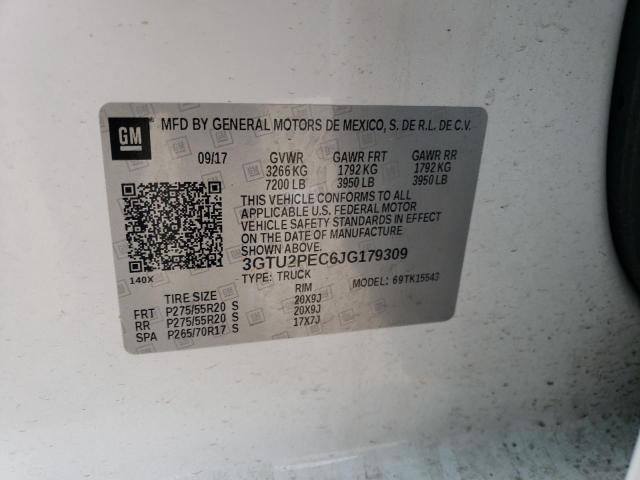 GM
MFD BY GENERAL MOTORS DE MEXICO, S. DE R.L. DE C.V.
09/17 GVWR GAWR FRT GAWR RR
3266 KG 1792 KG 1792 KG
7200 LB 3950 LB 3950 LB
THIS VEHICLE CONFORMS TO ALL
APPLICABLE U.S. FEDERAL MOTOR
VEHICLE SAFETY STANDARDS IN EFFECT
ON THE DATE OF MANUFACTURE
SHOWN ABOVE.
140X 3GTU2PEC6JG179309
TYPE: TRUCK
MODEL: 69TK15543
TIRE SIZE RIM
FRT P275/55R20 S 20X9J
RR P275/55R20 S 20X9J
SPA P265/70R17 S 17X7J